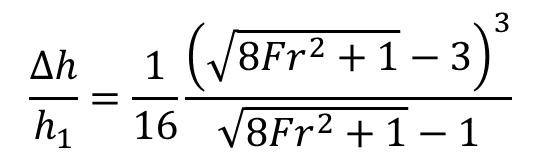 Δh/h₁ = 1/16 (√(8Fr² + 1) − 3)³/(√(8Fr² + 1) − 1)